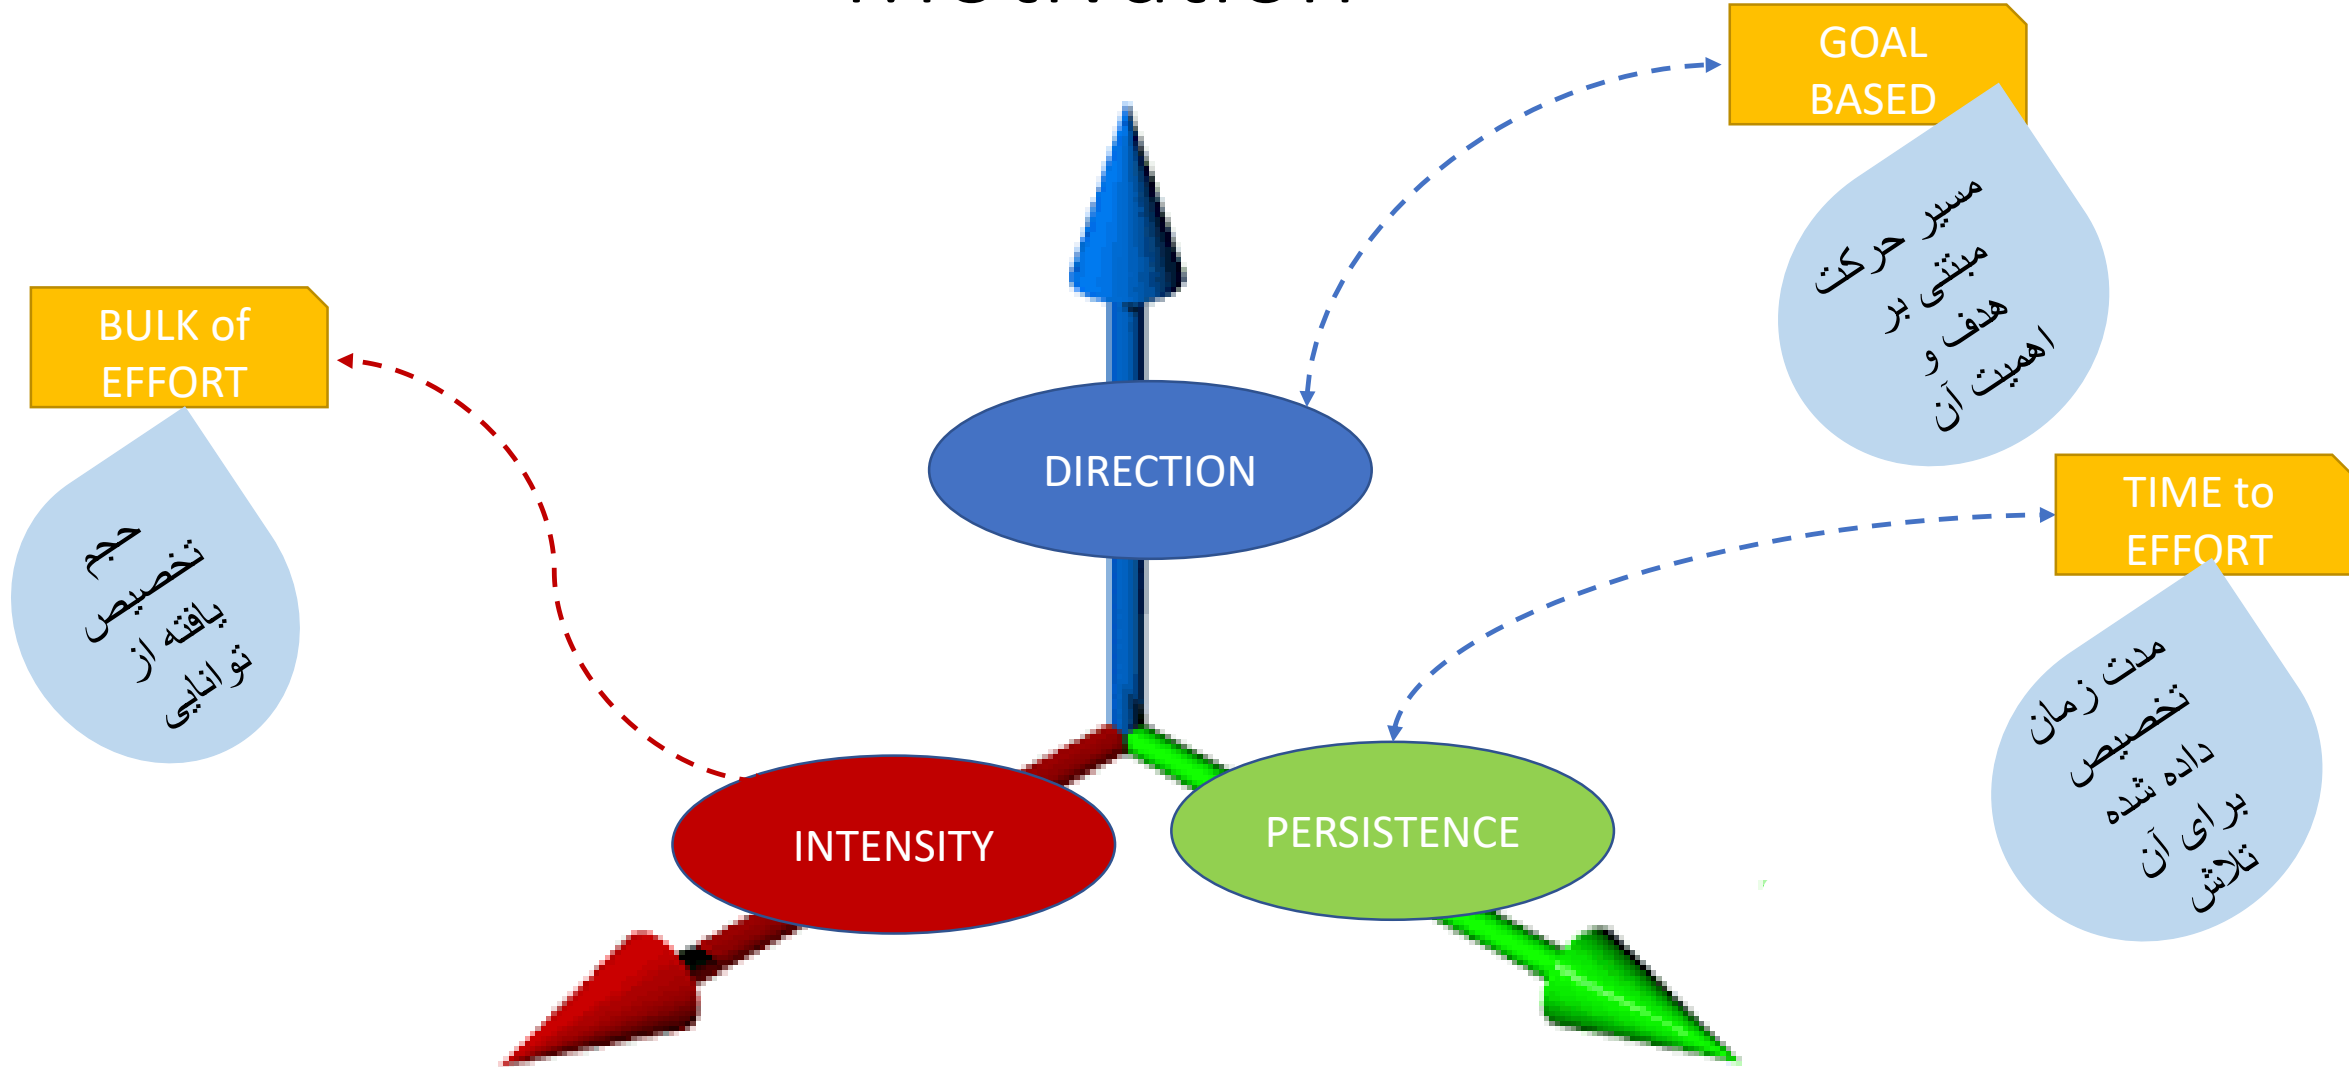 motivation
GOAL
BASED
مسیر حرکت
مبتنی بر
هدف و
اهمیت آن
BULK of
EFFORT
حجم
تخصیص
یافته از
توانایی
DIRECTION
TIME to
EFFORT
مدت زمان
تخصیص
داده شده
برای آن
تلاش
INTENSITY
PERSISTENCE